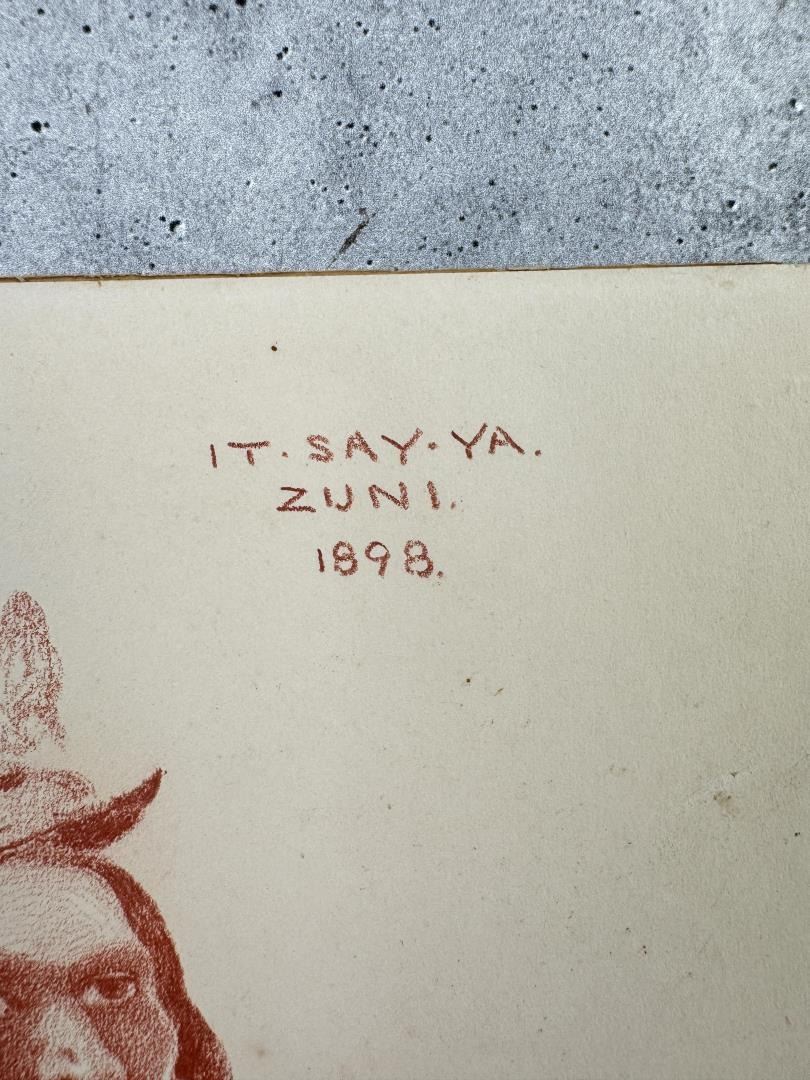 IT. SAY. YA.
ZUNI.
1898.